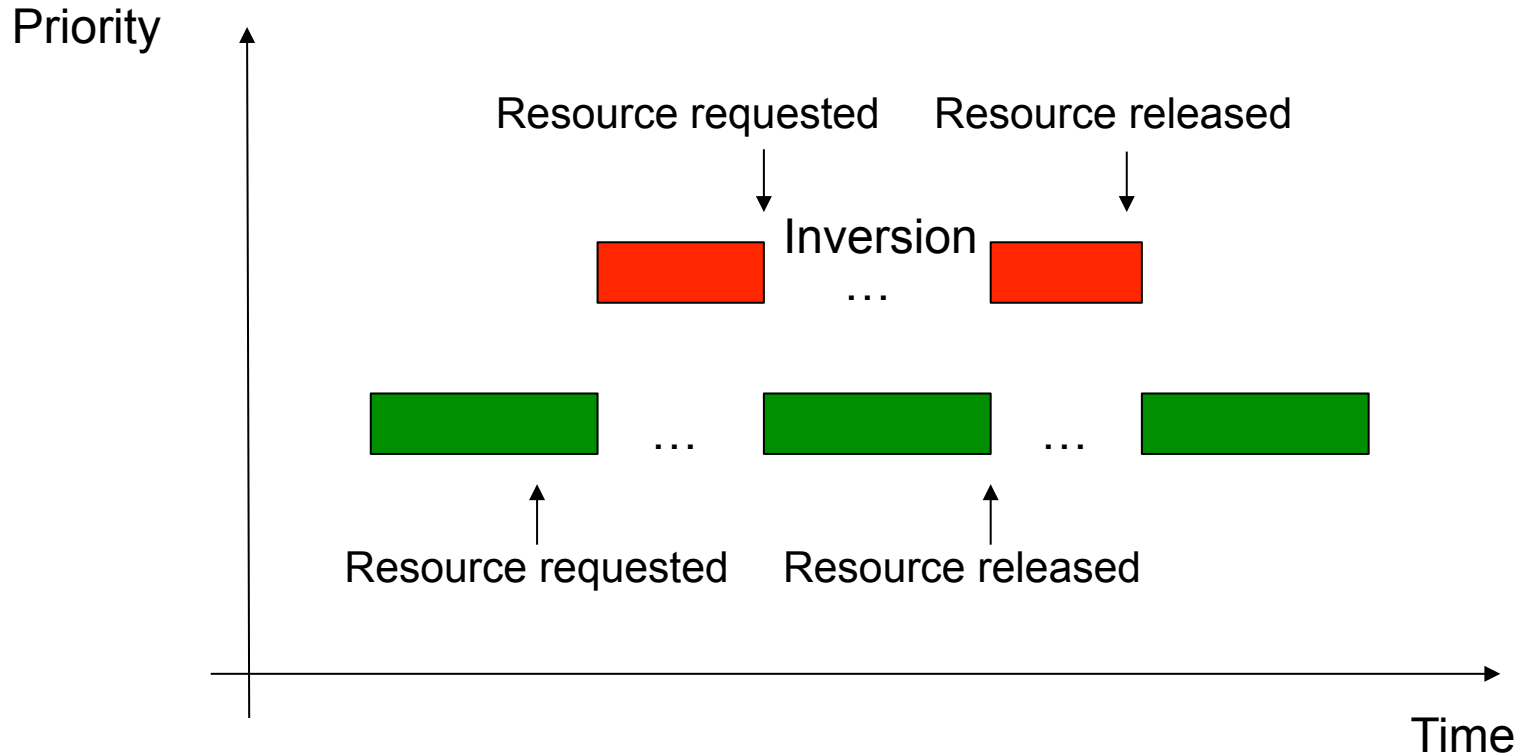 Priority
Resource requested
Resource released
Inversion
…
…
…
Resource requested
Resource released
Time